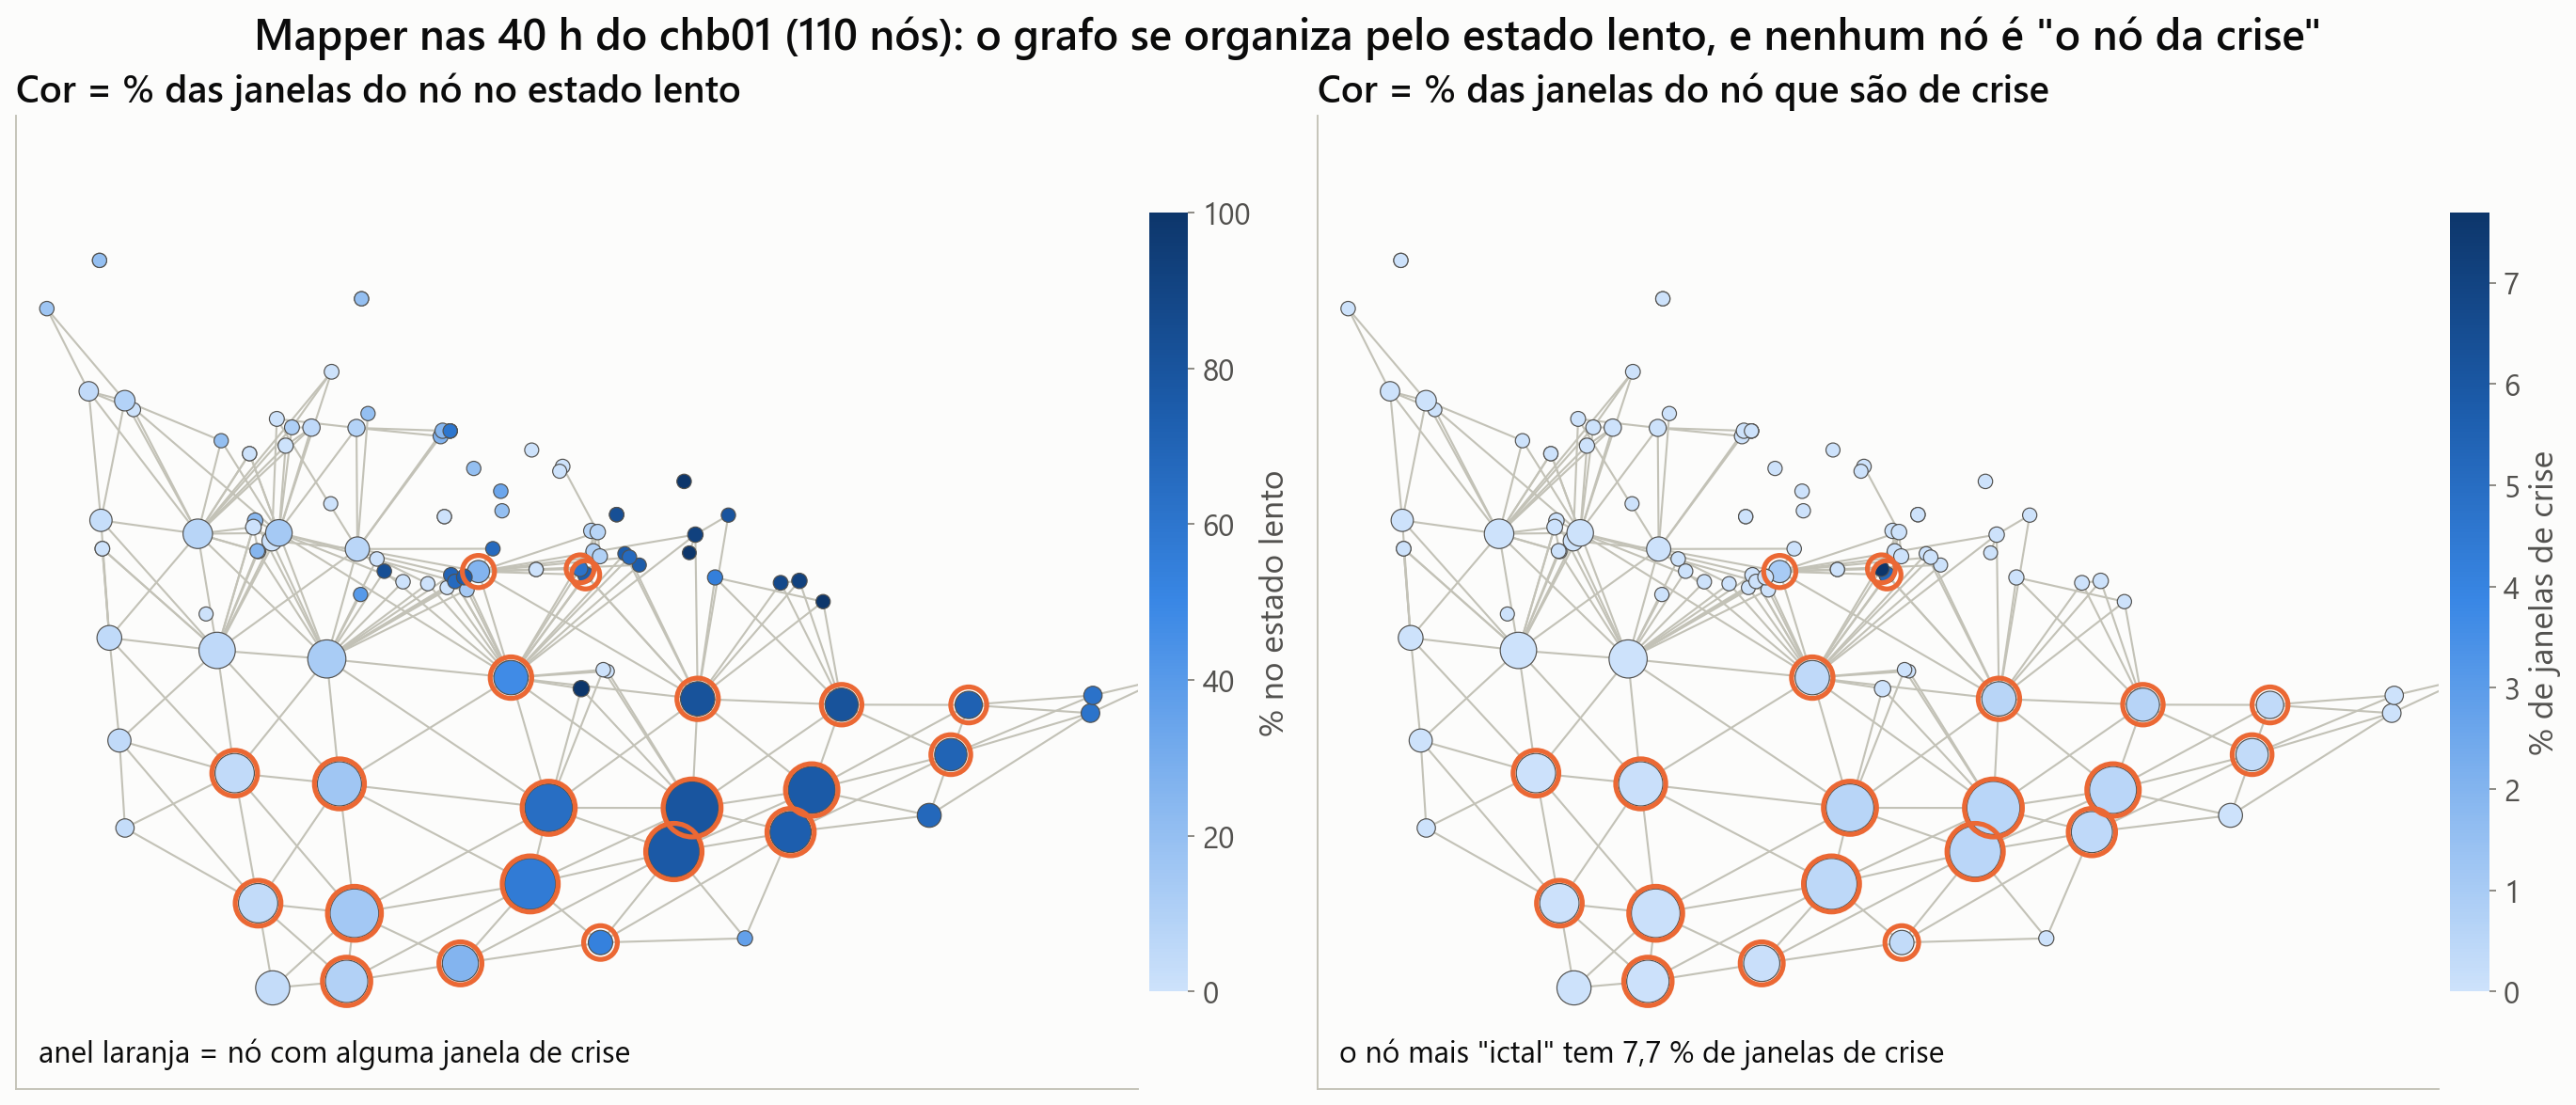 Mapper nas 40 h do chb01 (110 nós): o grafo se organiza pelo estado lento, e nenhum nó é "o nó da crise"
Cor = % das janelas do nó no estado lento
100
80
60
40
20
0
% no estado lento
anel laranja = nó com alguma janela de crise
Cor = % das janelas do nó que são de crise
7
6
5
4
3
2
1
0
% de janelas de crise
o nó mais "ictal" tem 7,7 % de janelas de crise